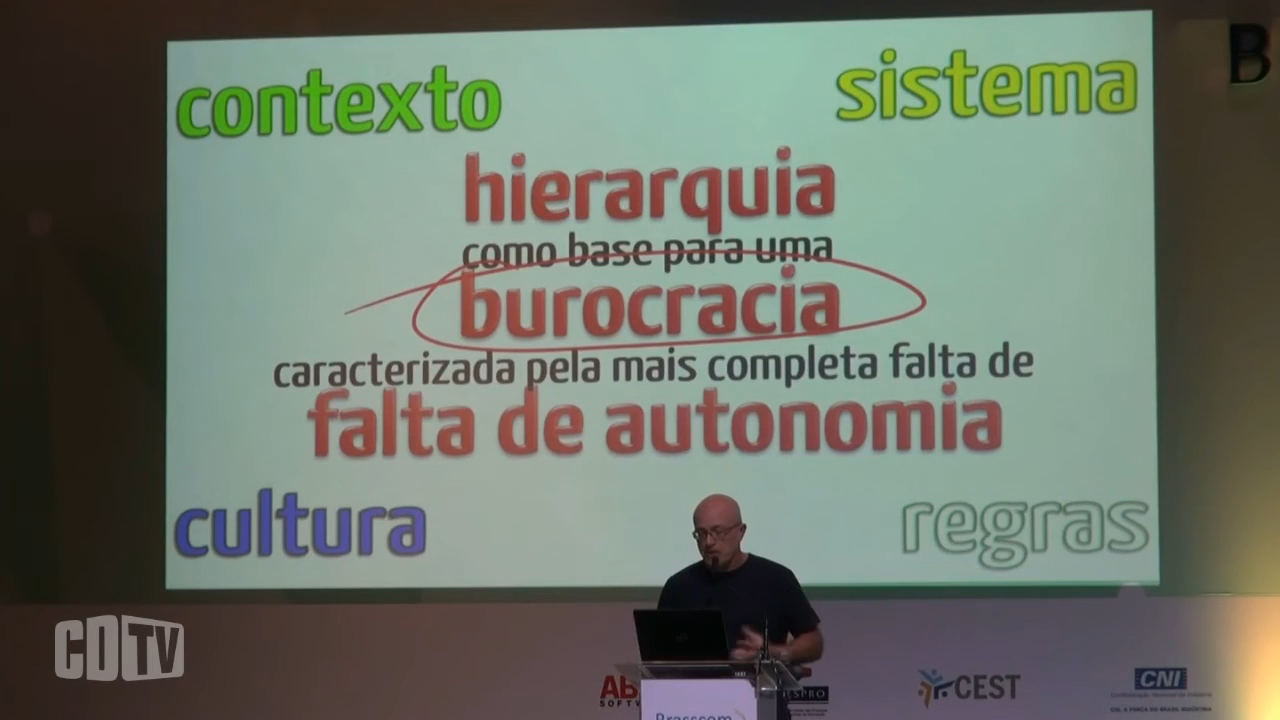 contexto
sistema
hierarquia
como base para uma
burocracia
caracterizada pela mais completa falta de
falta de autonomia
cultura
regras
B
CDTV
CEST
CNI
Brasscom